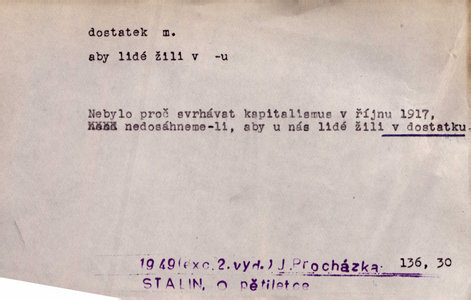 dostatek m.
aby lidé žili v -u
Nebylo proč svrhávat kapitalismus v říjnu 1917,
nedosáhneme-li, aby u nás lidé žili v dostatku.
1949(exc.2.vyd.) J.Procházka. 136, 30
STALIN, O pětiletce